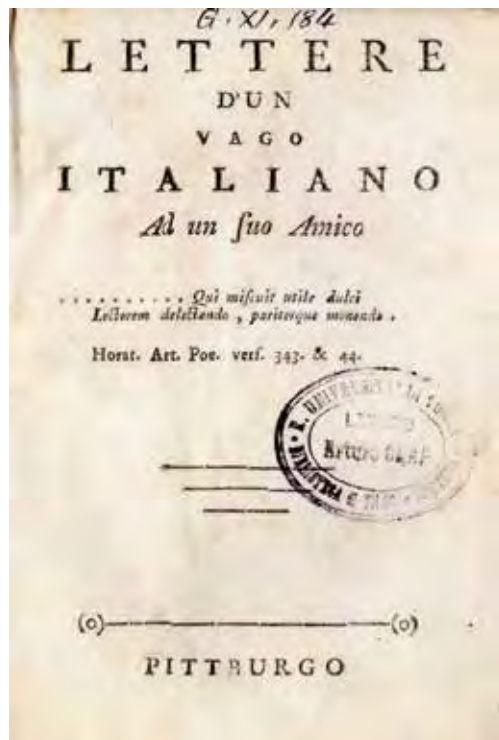 G. XI, 184
LETTERE
D'UN
VAGO
ITALIANO
Ad un ſuo Amico
.......... Qui miſcuit utile dulci
Lectorem delectando, pariterque monendo.
Horat. Art. Poe. verſ. 343. & 44.
PITTBURGO